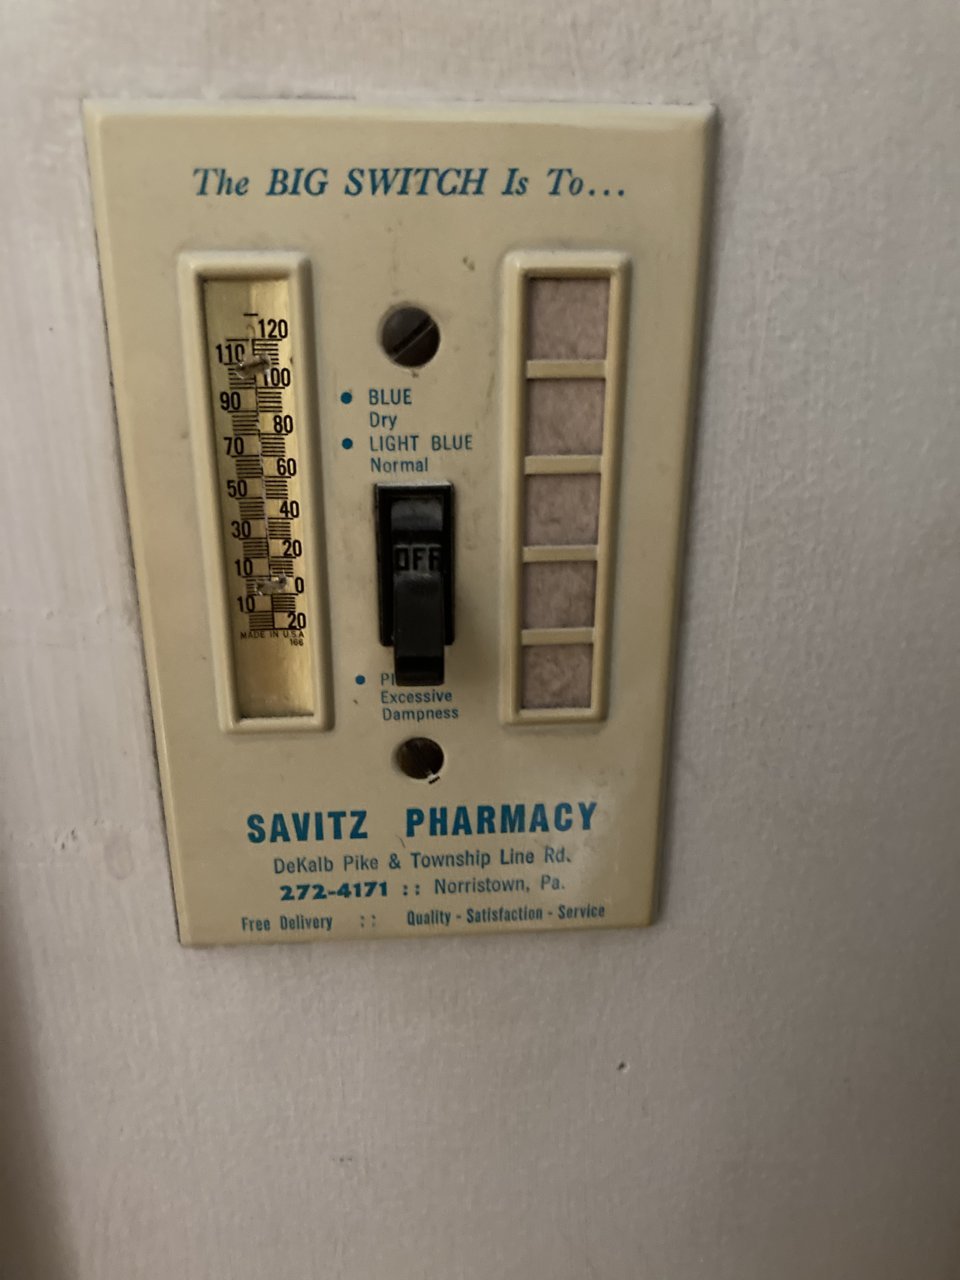 The BIG SWITCH Is To...
120
110
100
90
80
70
60
50
40
30
20
10
0
10
20
MADE IN U.S.A
166
• BLUE
Dry
• LIGHT BLUE
Normal
OFF
•
Excessive
Dampness
SAVITZ PHARMACY
DeKalb Pike & Township Line Rd.
272-4171 :: Norristown, Pa.
Free Delivery :: Quality - Satisfaction - Service